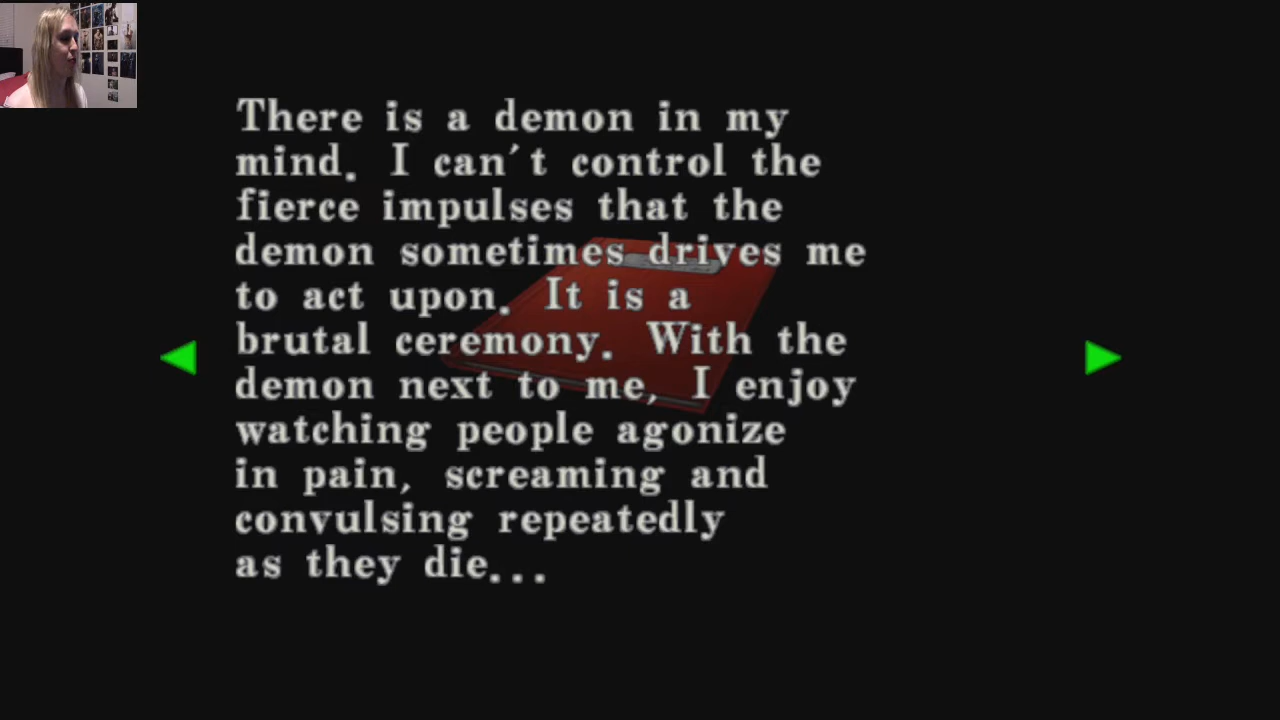 There is a demon in my
mind. I can't control the
fierce impulses that the
demon sometimes drives me
to act upon. It is a
brutal ceremony. With the
demon next to me, I enjoy
watching people agonize
in pain, screaming and
convulsing repeatedly
as they die...